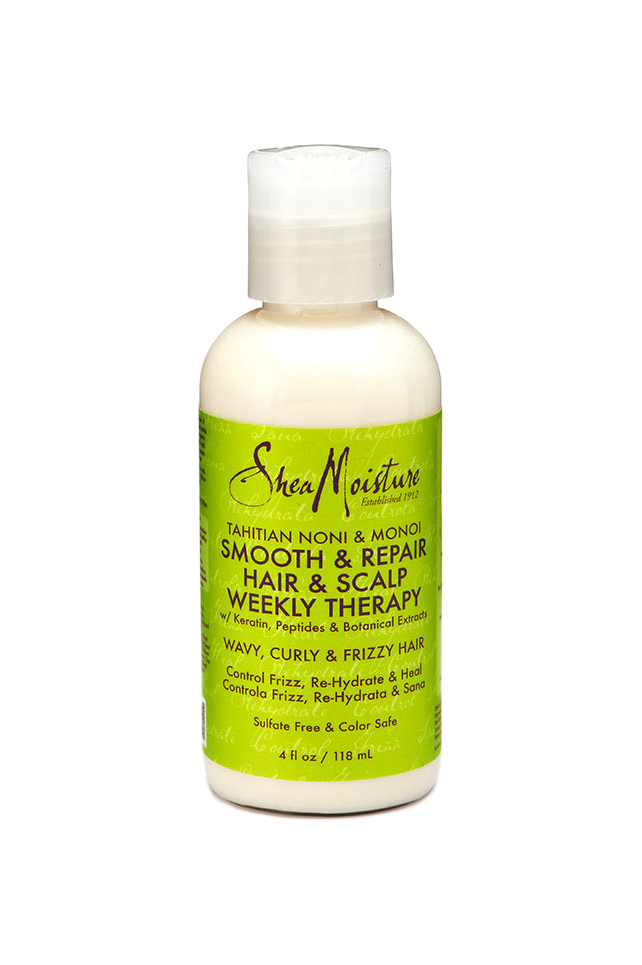 Shea Moisture
Established 1912
TAHITIAN NONI & MONOI
SMOOTH & REPAIR
HAIR & SCALP
WEEKLY THERAPY
w/ Keratin, Peptides & Botanical Extracts
WAVY, CURLY & FRIZZY HAIR
Control Frizz, Re-Hydrate & Heal
Controla Frizz, Re-Hydrata & Sana
Sulfate Free & Color Safe
4 fl oz / 118 mL